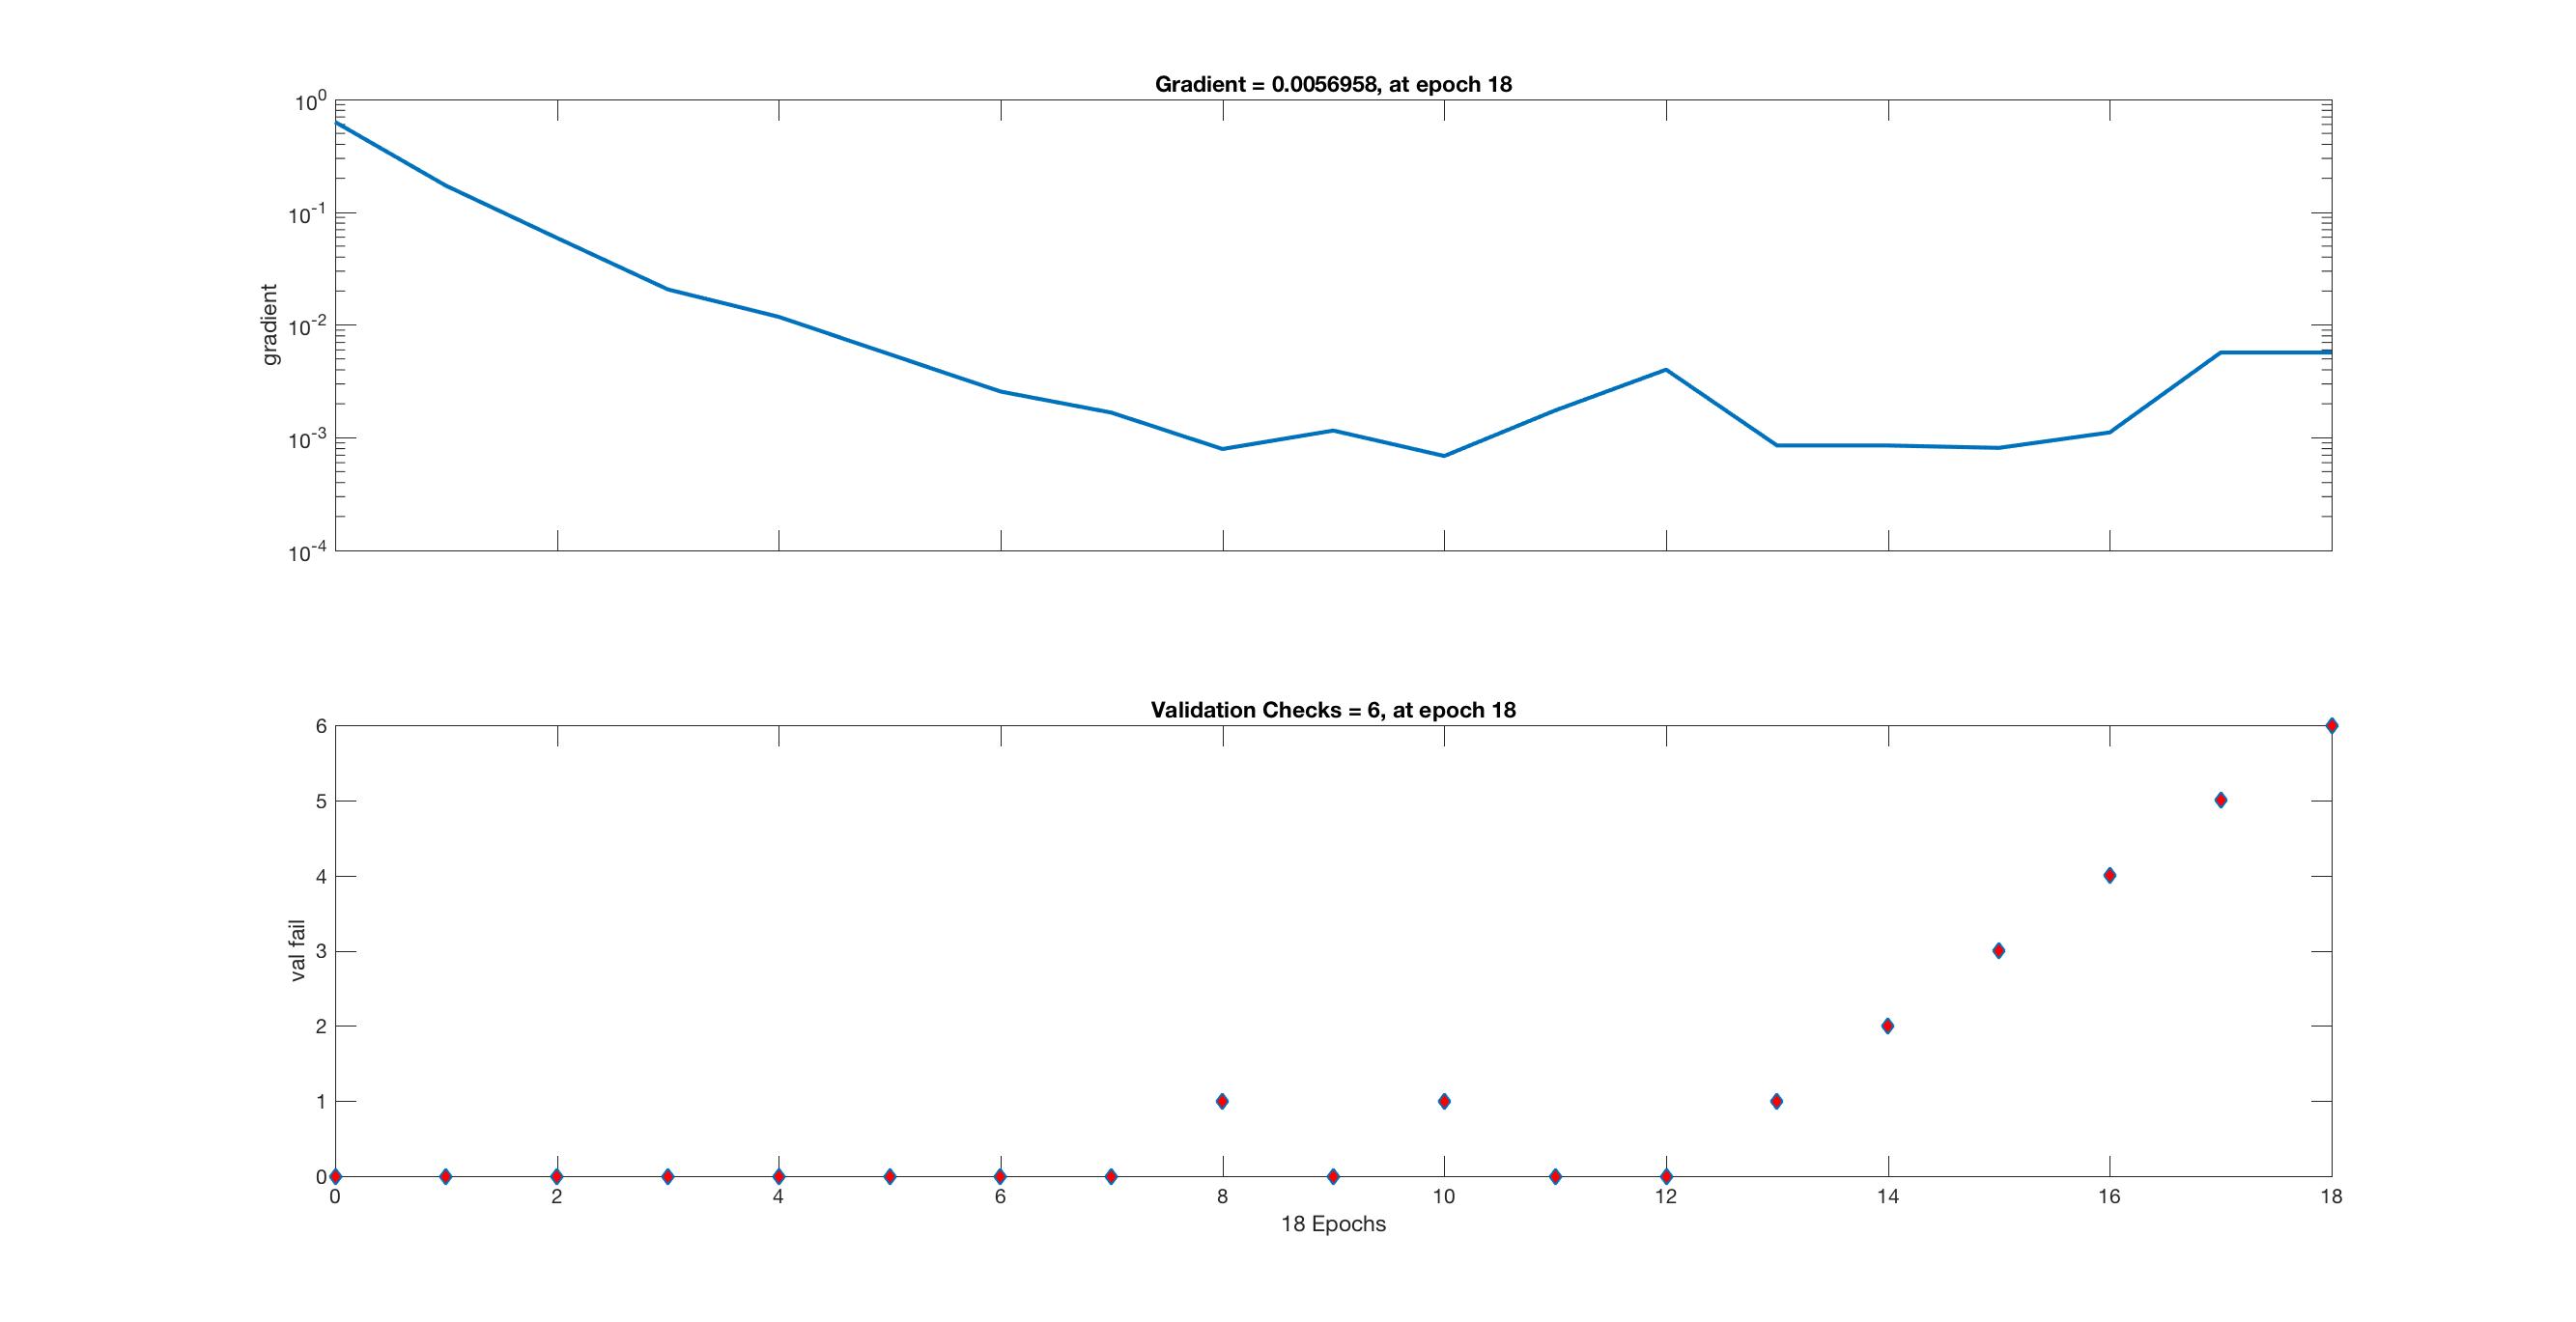 Gradient = 0.0056958, at epoch 18
10^0
10^-1
10^-2
10^-3
10^-4
gradient
Validation Checks = 6, at epoch 18
6
5
4
3
2
1
0
val fail
0 2 4 6 8 10 12 14 16 18
18 Epochs